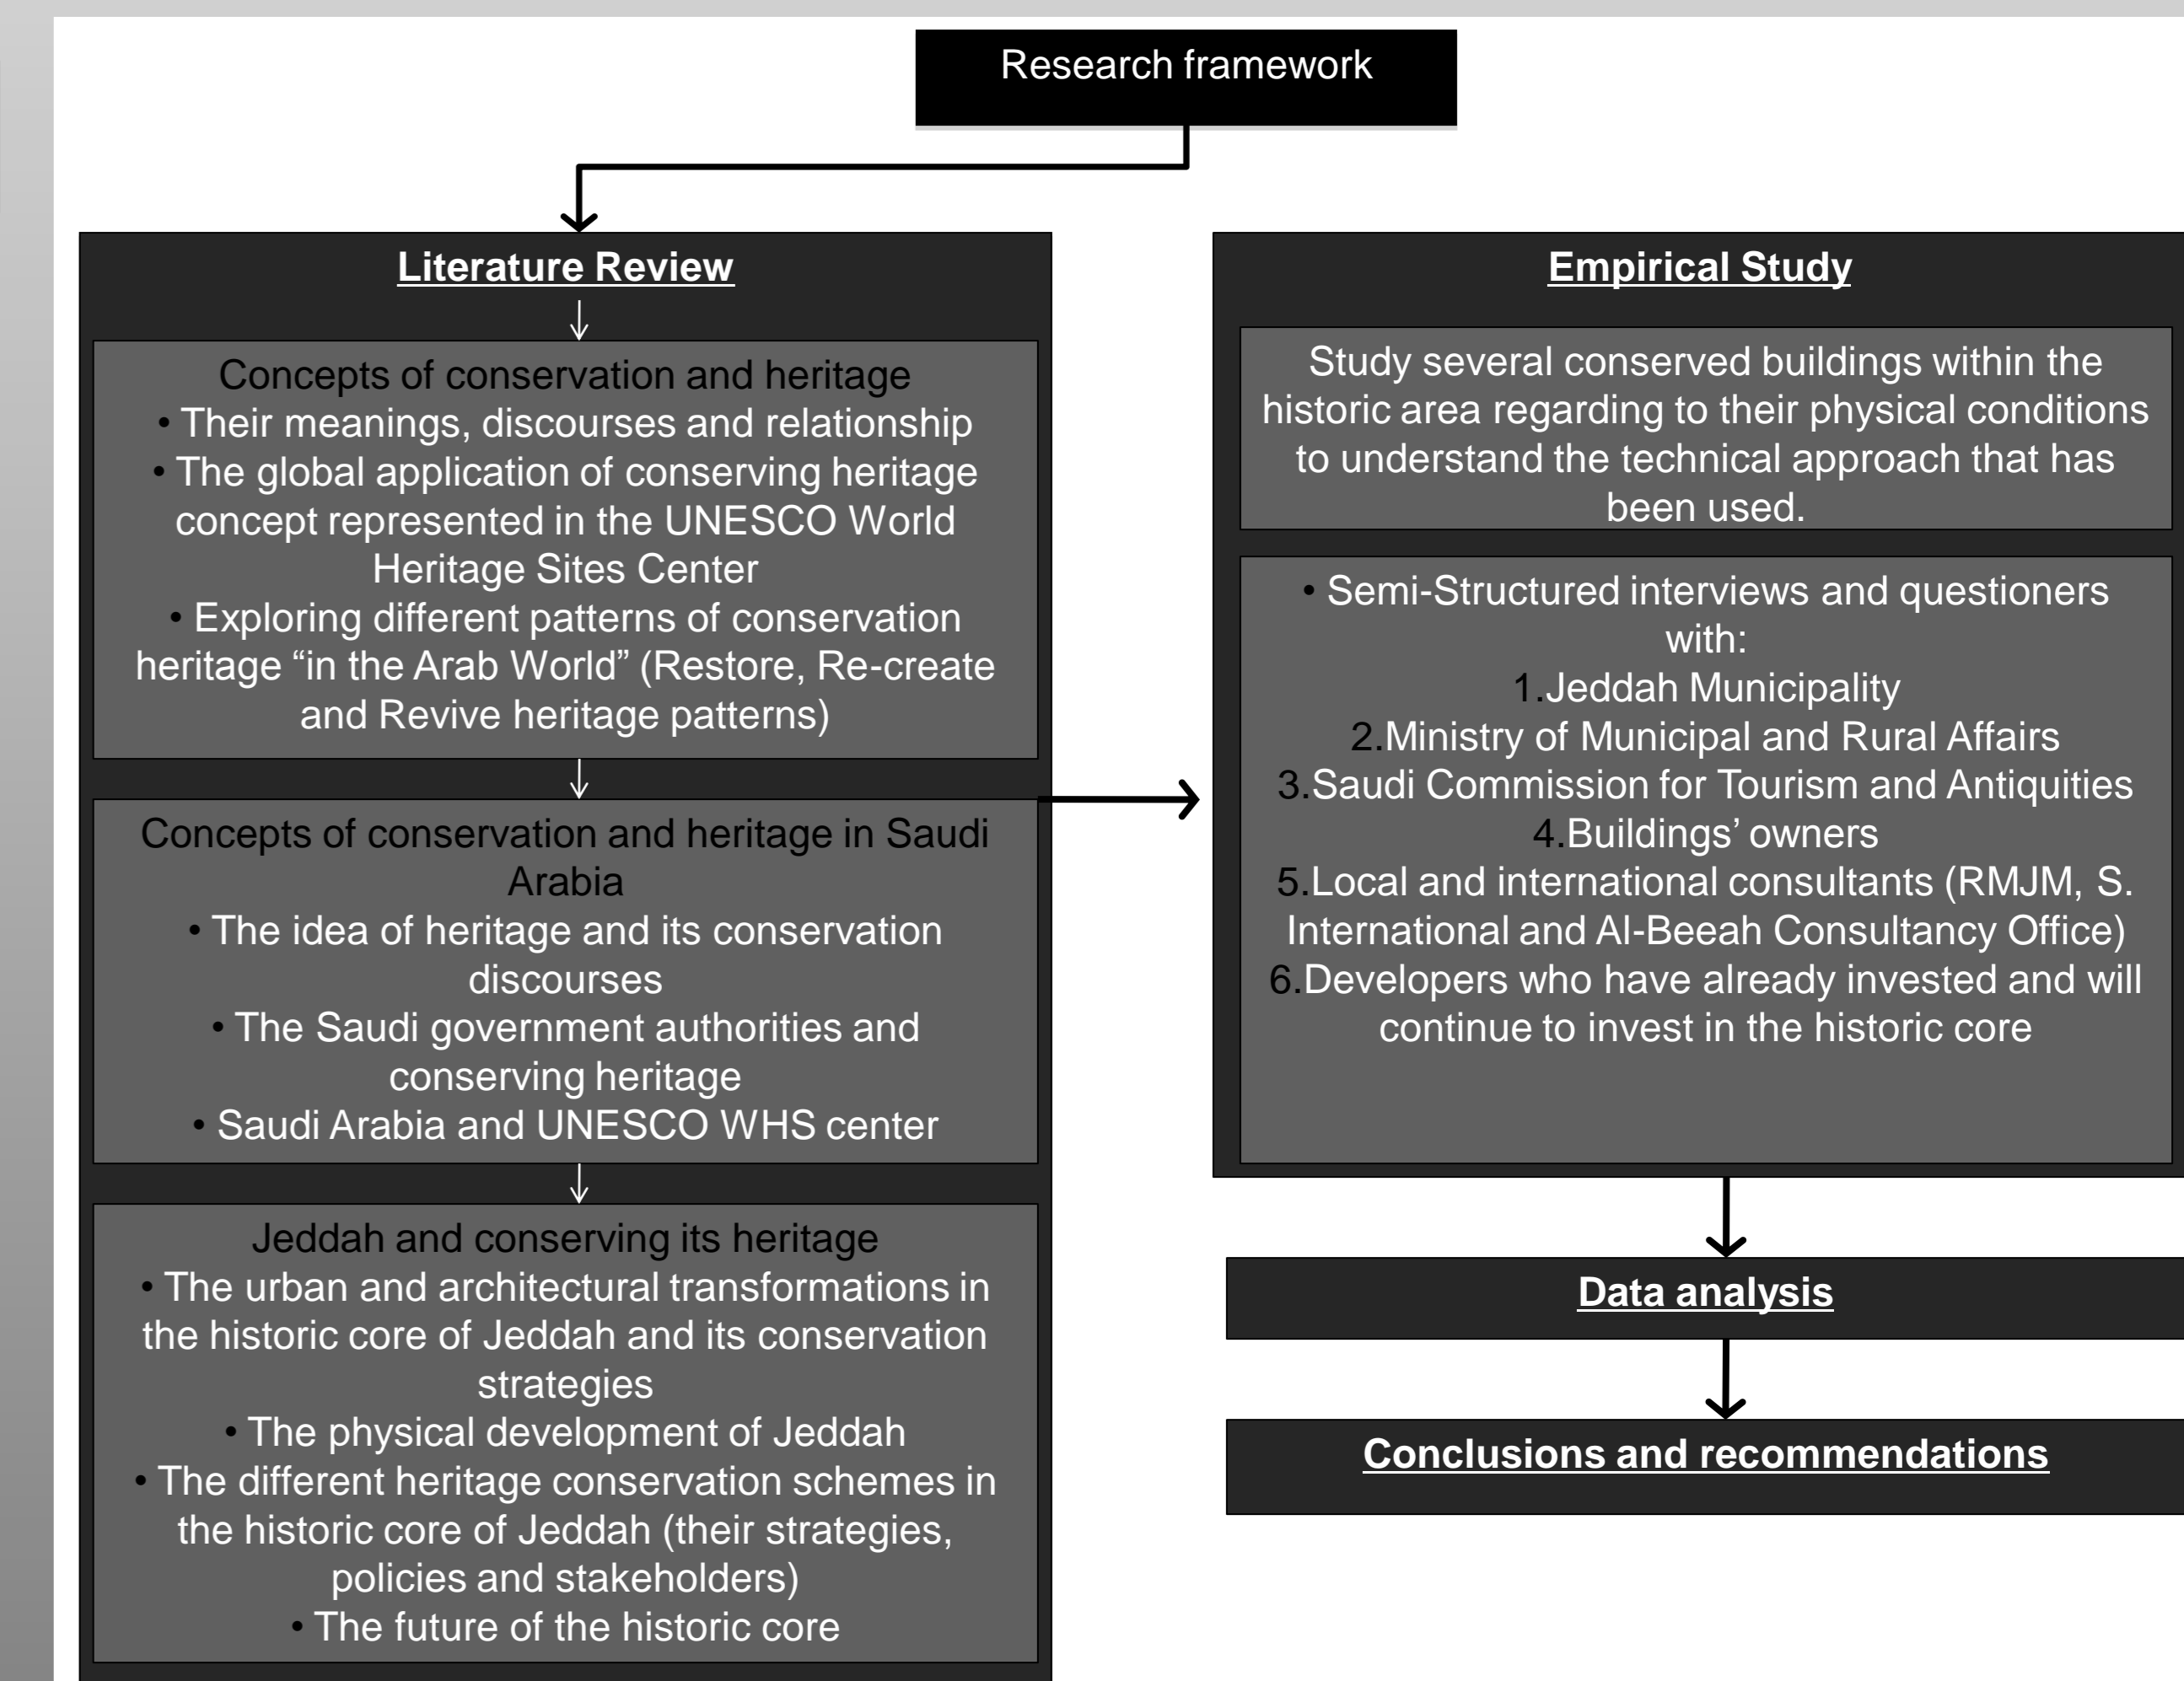 Research framework
Literature Review
Concepts of conservation and heritage
• Their meanings, discourses and relationship
• The global application of conserving heritage
concept represented in the UNESCO World
Heritage Sites Center
• Exploring different patterns of conservation
heritage “in the Arab World” (Restore, Re-create
and Revive heritage patterns)
Concepts of conservation and heritage in Saudi
Arabia
• The idea of heritage and its conservation
discourses
• The Saudi government authorities and
conserving heritage
• Saudi Arabia and UNESCO WHS center
Jeddah and conserving its heritage
• The urban and architectural transformations in
the historic core of Jeddah and its conservation
strategies
• The physical development of Jeddah
• The different heritage conservation schemes in
the historic core of Jeddah (their strategies,
policies and stakeholders)
• The future of the historic core
Empirical Study
Study several conserved buildings within the
historic area regarding to their physical conditions
to understand the technical approach that has
been used.
• Semi-Structured interviews and questioners
with:
1.Jeddah Municipality
2.Ministry of Municipal and Rural Affairs
3.Saudi Commission for Tourism and Antiquities
4.Buildings’ owners
5.Local and international consultants (RMJM, S.
International and Al-Beeah Consultancy Office)
6.Developers who have already invested and will
continue to invest in the historic core
Data analysis
Conclusions and recommendations